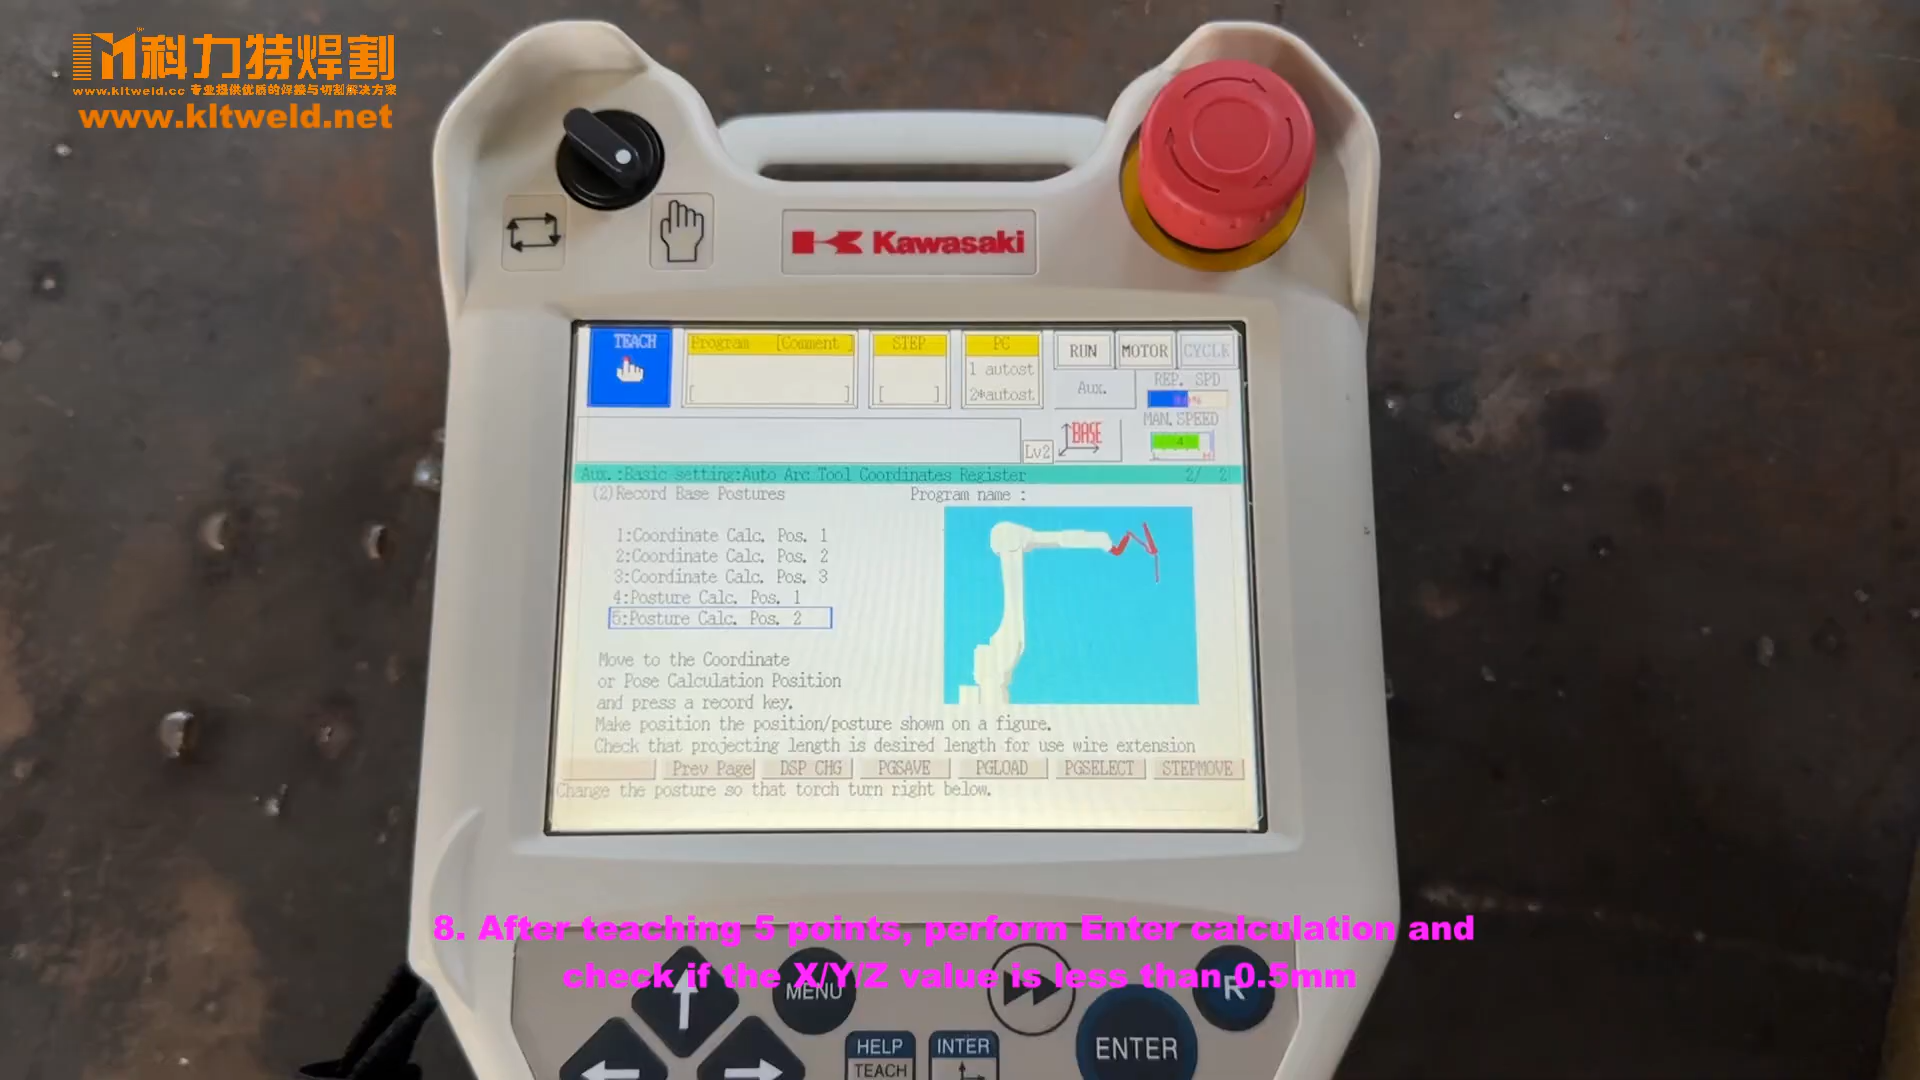 科力特焊割
www.kltweld.cc 专业提供优质的焊接与切割解决方案
www.kltweld.net
Kawasaki
TEACH
Program [Comment ]
STEP
PC
RUN
MOTOR
CYCLE
[ ]
[ ]
1 autost
2*autost
Aux.
REP. SPD
MAN.SPEED
4
L H
Lv2
BASE
Aux.:Basic setting:Auto Arc Tool Coordinates Register 2/ 2
(2)Record Base Postures
Program name :
1:Coordinate Calc. Pos. 1
2:Coordinate Calc. Pos. 2
3:Coordinate Calc. Pos. 3
4:Posture Calc. Pos. 1
5:Posture Calc. Pos. 2
Move to the Coordinate
or Pose Calculation Position
and press a record key.
Make position the position/posture shown on a figure.
Check that projecting length is desired length for use wire extension
Prev Page DSP CHG PGSAVE PGLOAD PGSELECT STEPMOVE
Change the posture so that torch turn right below.
8. After teaching 5 points, perform Enter calculation and
check if the X/Y/Z value is less than 0.5mm
MENU
R
HELP
TEACH
INTER
ENTER